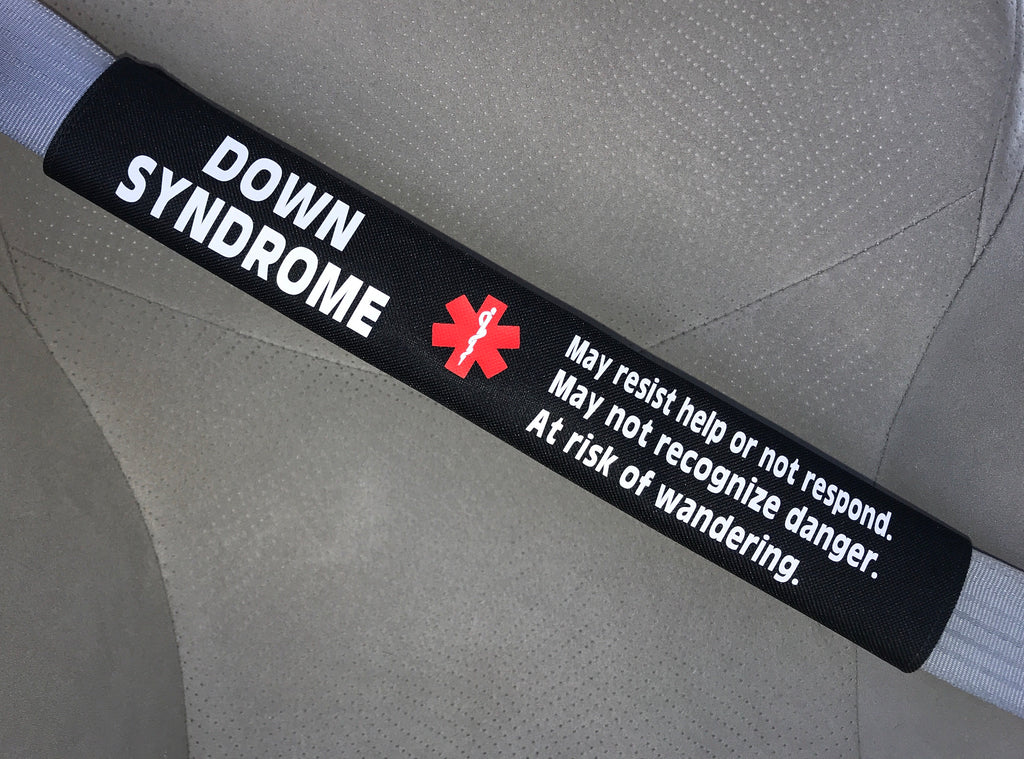 DOWN
SYNDROME
May resist help or not respond.
May not recognize danger.
At risk of wandering.